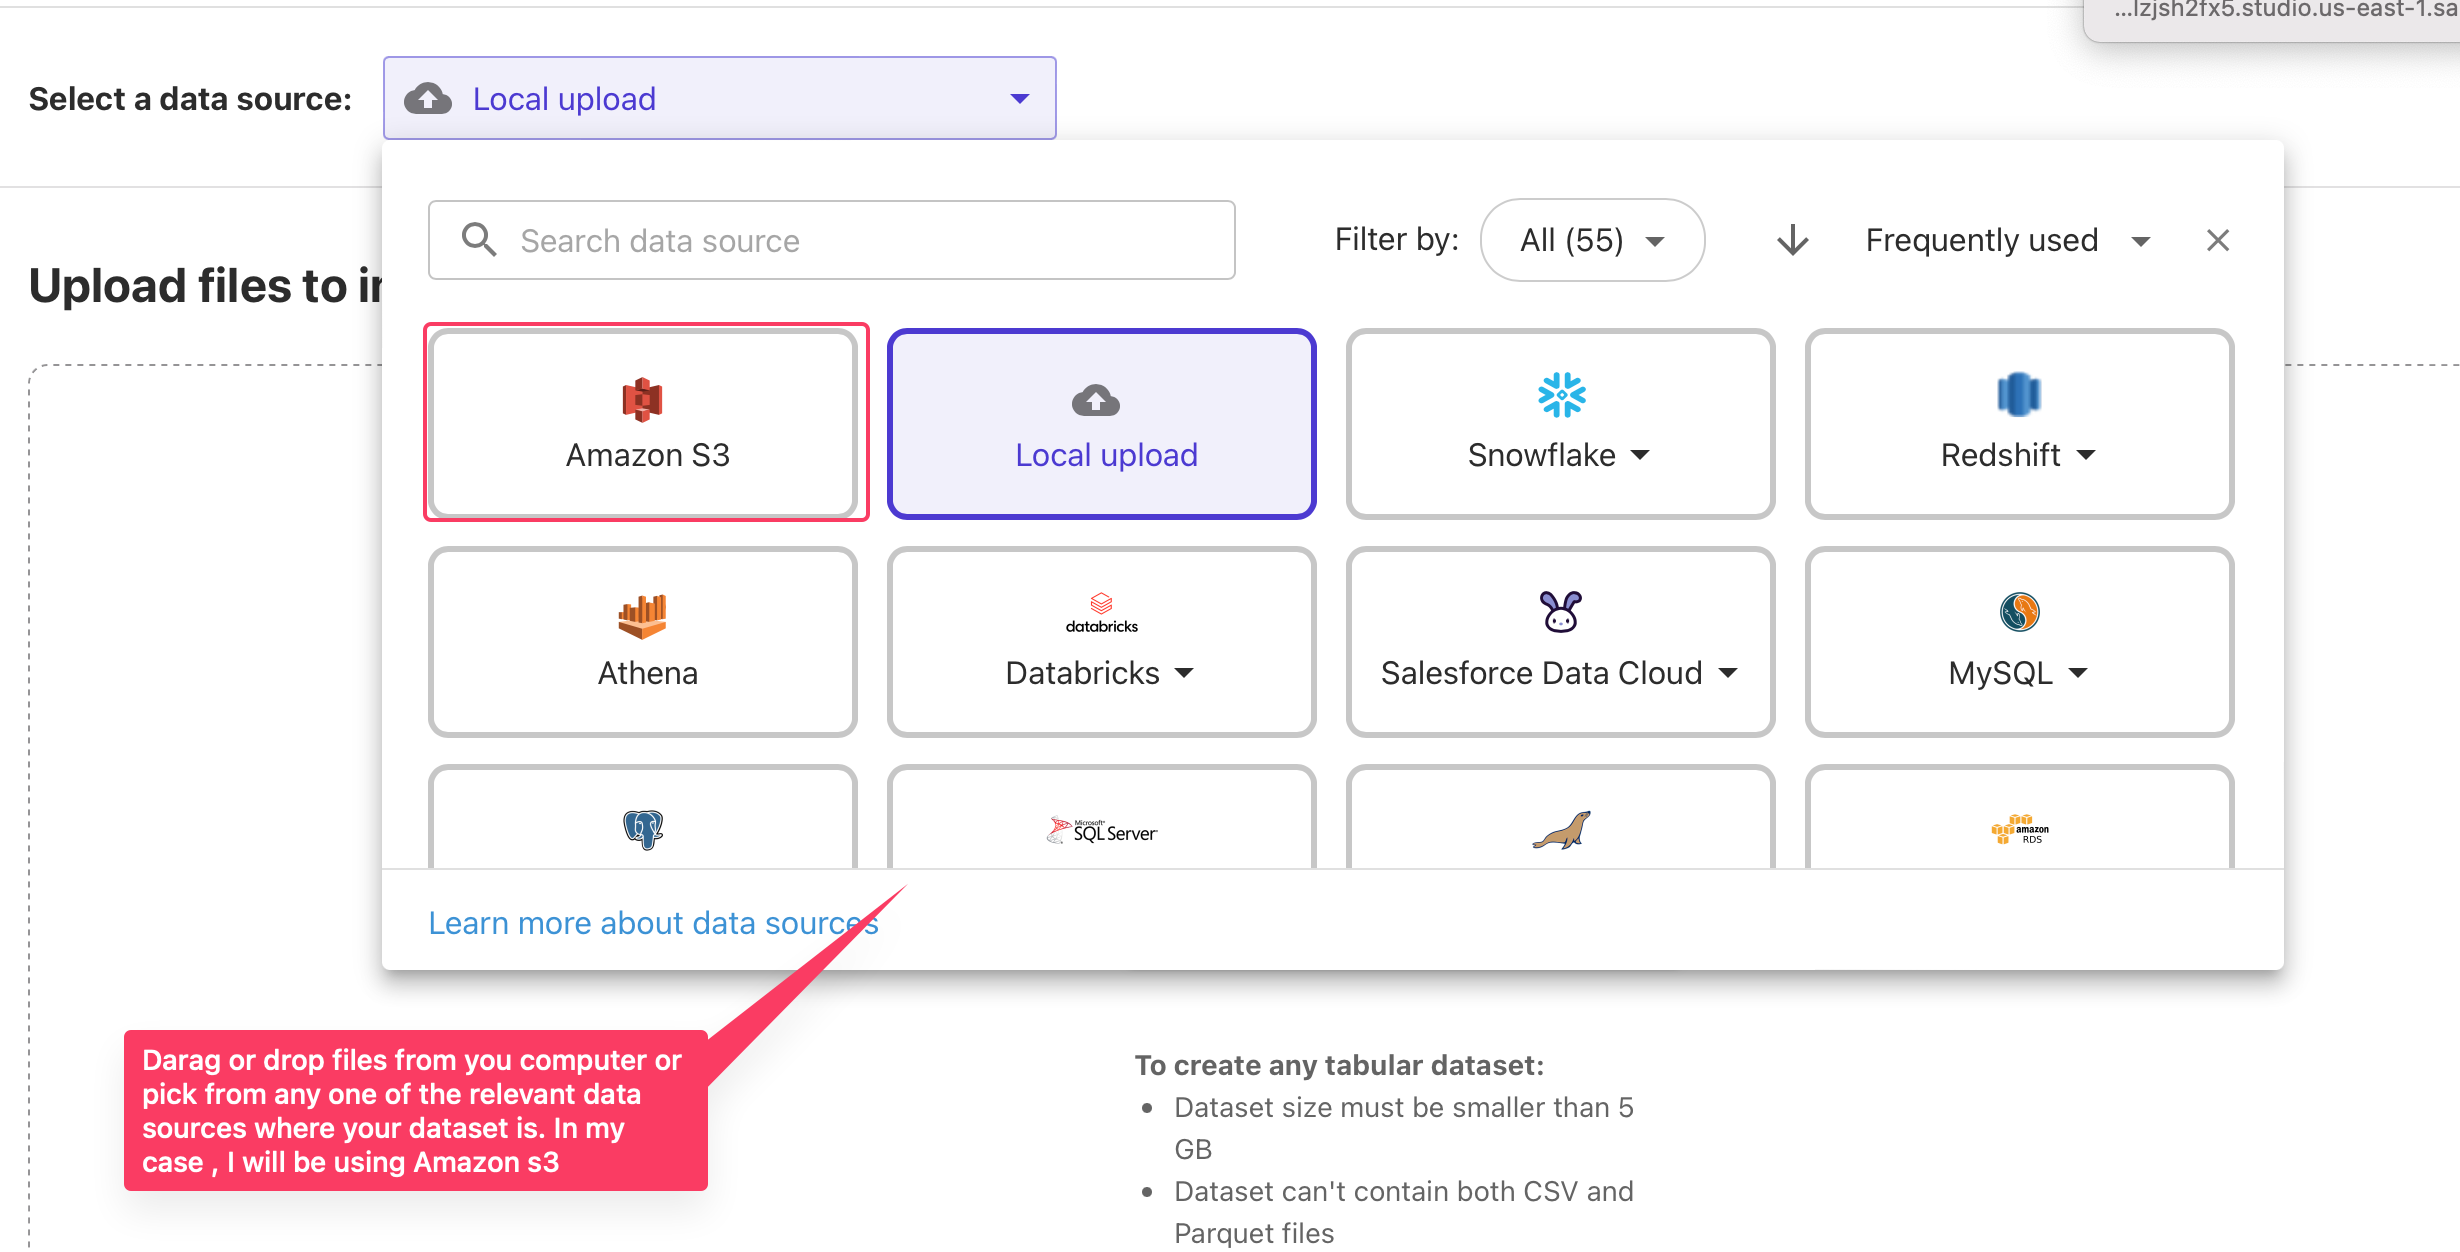 ...lzjsh2fx5.studio.us-east-1.sa
Select a data source:
Local upload
Search data source
Filter by:
All (55)
Frequently used
Upload files to
Amazon S3
Local upload
Snowflake
Redshift
Athena
databricks
Databricks
Salesforce Data Cloud
MySQL
Microsoft
SQL Server
amazon
RDS
Learn more about data sources
Darag or drop files from you computer or
pick from any one of the relevant data
sources where your dataset is. In my
case , I will be using Amazon s3
To create any tabular dataset:
• Dataset size must be smaller than 5
GB
• Dataset can't contain both CSV and
Parquet files